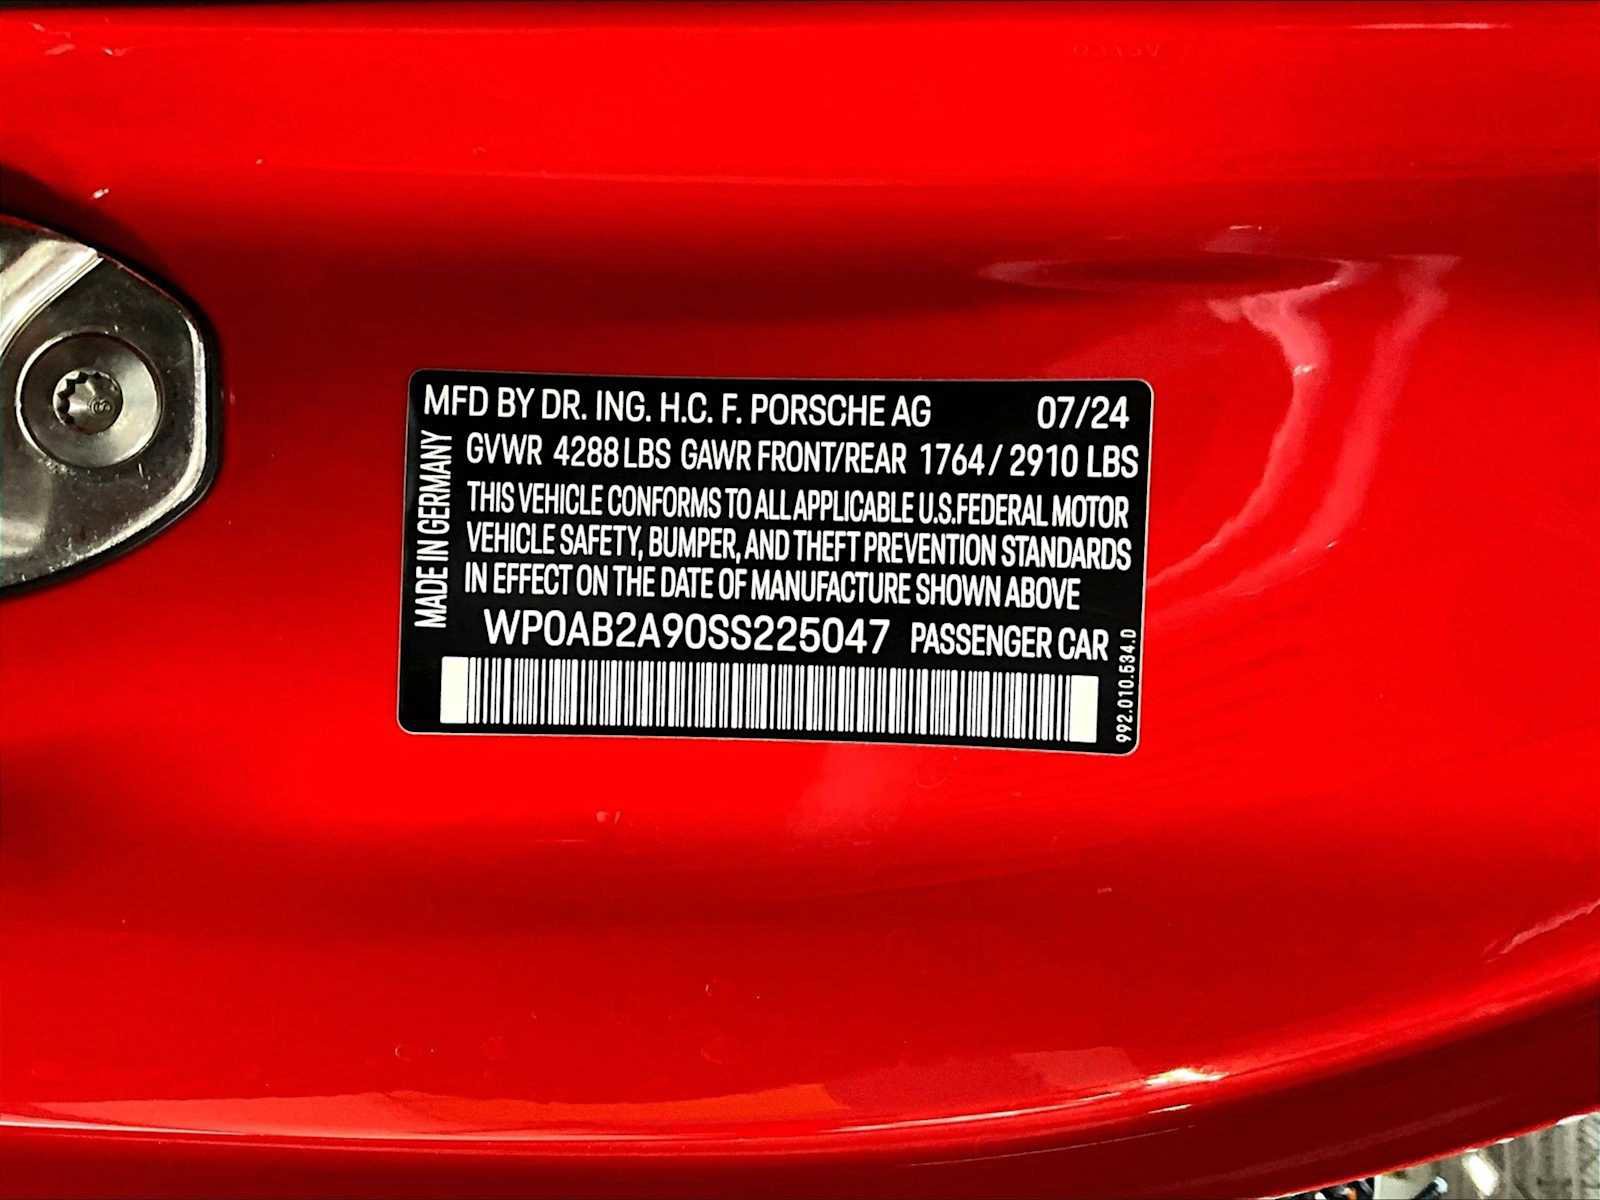 MFD BY DR. ING. H.C. F. PORSCHE AG 07/24
GVWR 4288 LBS GAWR FRONT/REAR 1764 / 2910 LBS
THIS VEHICLE CONFORMS TO ALL APPLICABLE U.S.FEDERAL MOTOR
VEHICLE SAFETY, BUMPER, AND THEFT PREVENTION STANDARDS
IN EFFECT ON THE DATE OF MANUFACTURE SHOWN ABOVE
MADE IN GERMANY
WP0AB2A90SS225047 PASSENGER CAR
992.010.534.0